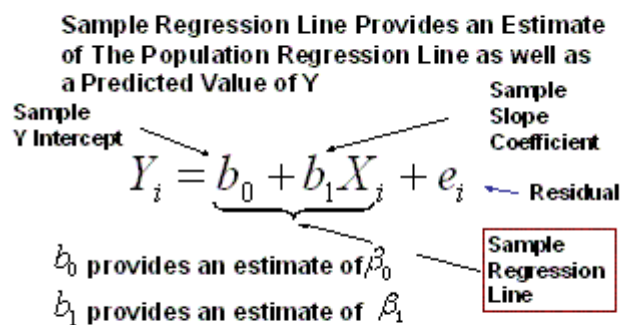 Sample Regression Line Provides an Estimate
of The Population Regression Line as well as
a Predicted Value of Y
Sample
Y Intercept
Sample
Slope
Coefficient
Yᵢ = b₀ + b₁Xᵢ + eᵢ
Residual
Sample
Regression
Line
b₀ provides an estimate of β₀
b₁ provides an estimate of β₁